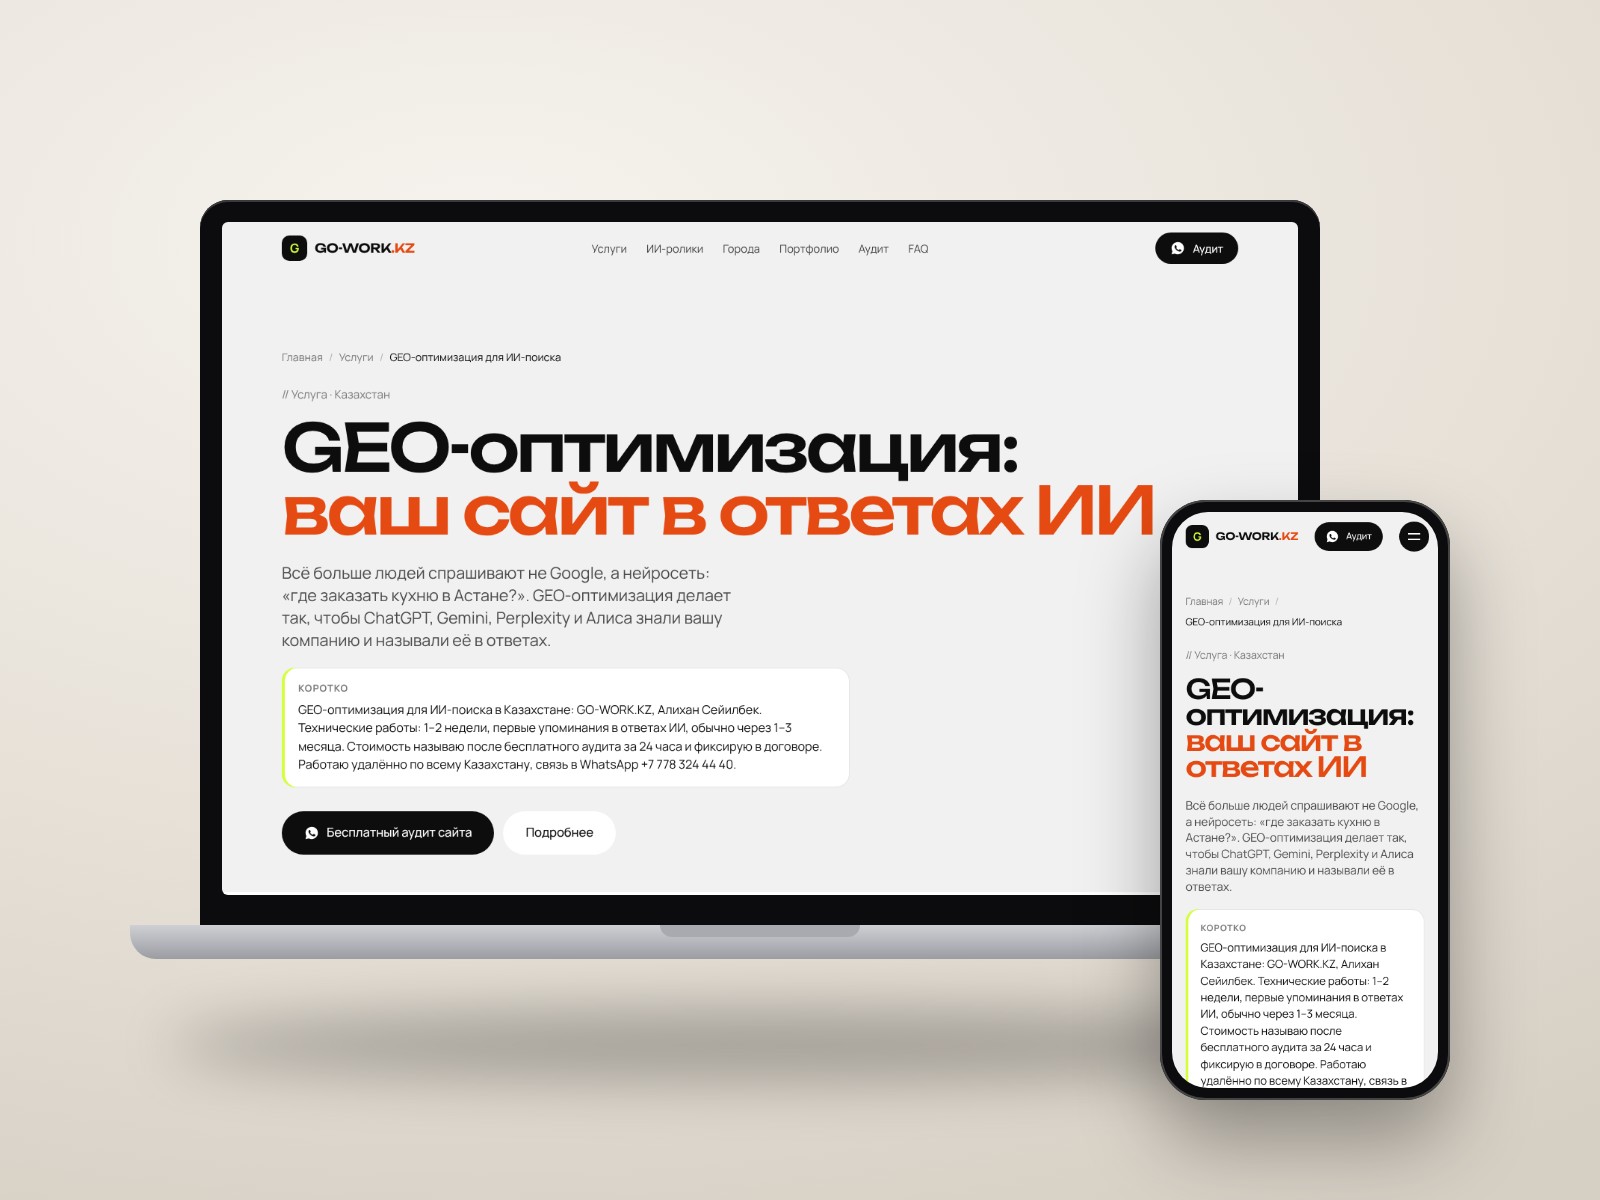 G GO-WORK.KZ
Услуги ИИ-ролики Города Портфолио Аудит FAQ
Аудит
Главная / Услуги / GEO-оптимизация для ИИ-поиска
// Услуга · Казахстан
GEO-оптимизация:
ваш сайт в ответах ИИ
Всё больше людей спрашивают не Google, а нейросеть:
«где заказать кухню в Астане?». GEO-оптимизация делает
так, чтобы ChatGPT, Gemini, Perplexity и Алиса знали вашу
компанию и называли её в ответах.
КОРОТКО
GEO-оптимизация для ИИ-поиска в Казахстане: GO-WORK.KZ, Алихан Сейилбек.
Технические работы: 1–2 недели, первые упоминания в ответах ИИ, обычно через 1–3
месяца. Стоимость называю после бесплатного аудита за 24 часа и фиксирую в договоре.
Работаю удалённо по всему Казахстану, связь в WhatsApp +7 778 324 44 40.
Бесплатный аудит сайта
Подробнее
G GO-WORK.KZ
Аудит
Главная / Услуги /
GEO-оптимизация для ИИ-поиска
// Услуга · Казахстан
GEO-
оптимизация:
ваш сайт в
ответах ИИ
Всё больше людей спрашивают не Google,
а нейросеть: «где заказать кухню в
Астане?». GEO-оптимизация делает так,
чтобы ChatGPT, Gemini, Perplexity и Алиса
знали вашу компанию и называли её в
ответах.
КОРОТКО
GEO-оптимизация для ИИ-поиска в
Казахстане: GO-WORK.KZ, Алихан
Сейилбек. Технические работы: 1–2
недели, первые упоминания в ответах
ИИ, обычно через 1–3 месяца.
Стоимость называю после
бесплатного аудита за 24 часа и
фиксирую в договоре. Работаю
удалённо по всему Казахстану, связь в